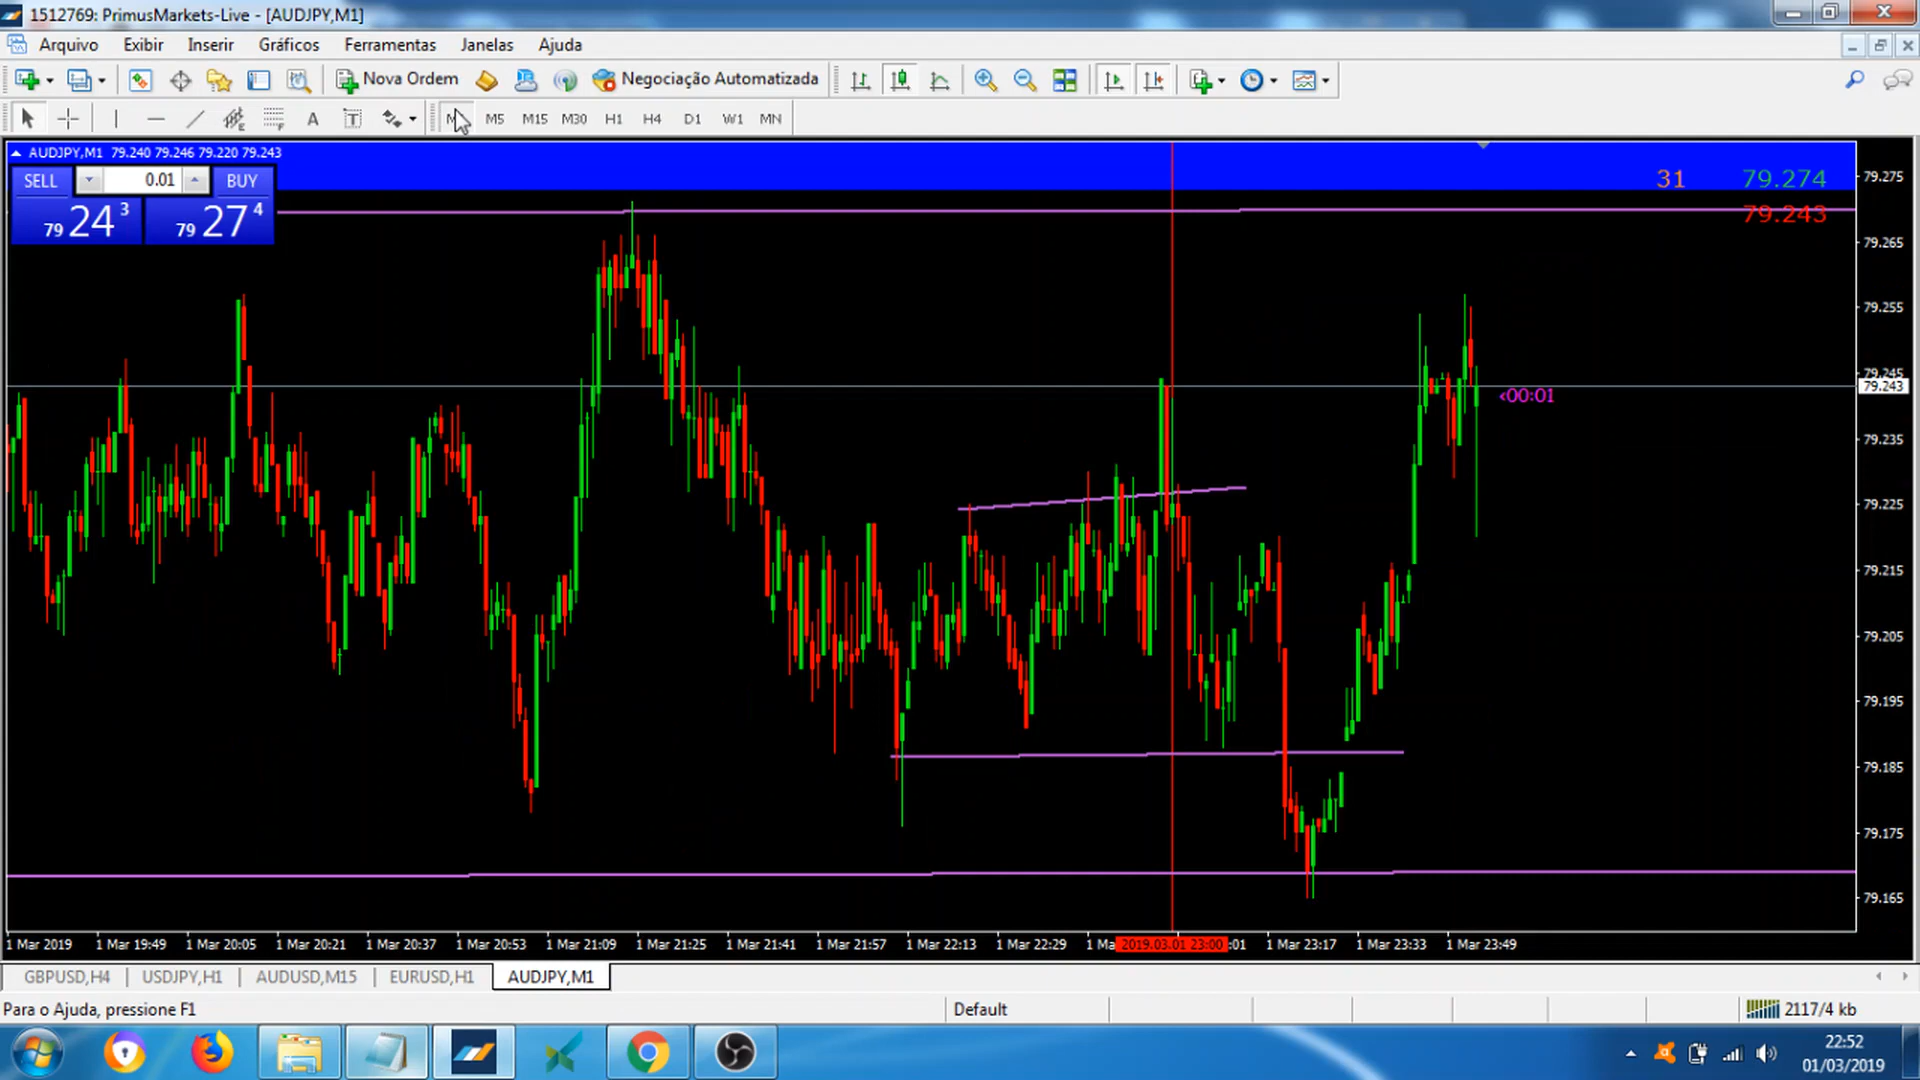 1512769: PrimusMarkets-Live - [AUDJPY,M1]
Arquivo Exibir Inserir Gráficos Ferramentas Janelas Ajuda
Nova Ordem Negociação Automatizada
A T M5 M15 M30 H1 H4 D1 W1 MN
AUDJPY,M1 79.240 79.246 79.220 79.243
SELL 0.01 BUY
79 24 3 79 27 4
31 79.274
79.243
<00:01
79.275
79.265
79.255
79.245
79.243
79.235
79.225
79.215
79.205
79.195
79.185
79.175
79.165
1 Mar 2019 1 Mar 19:49 1 Mar 20:05 1 Mar 20:21 1 Mar 20:37 1 Mar 20:53 1 Mar 21:09 1 Mar 21:25 1 Mar 21:41 1 Mar 21:57 1 Mar 22:13 1 Mar 22:29 1 Ma 2019.03.01 23:00 :01 1 Mar 23:17 1 Mar 23:33 1 Mar 23:49
GBPUSD,H4 USDJPY,H1 AUDUSD,M15 EURUSD,H1 AUDJPY,M1
Para o Ajuda, pressione F1 Default 2117/4 kb
22:52
01/03/2019